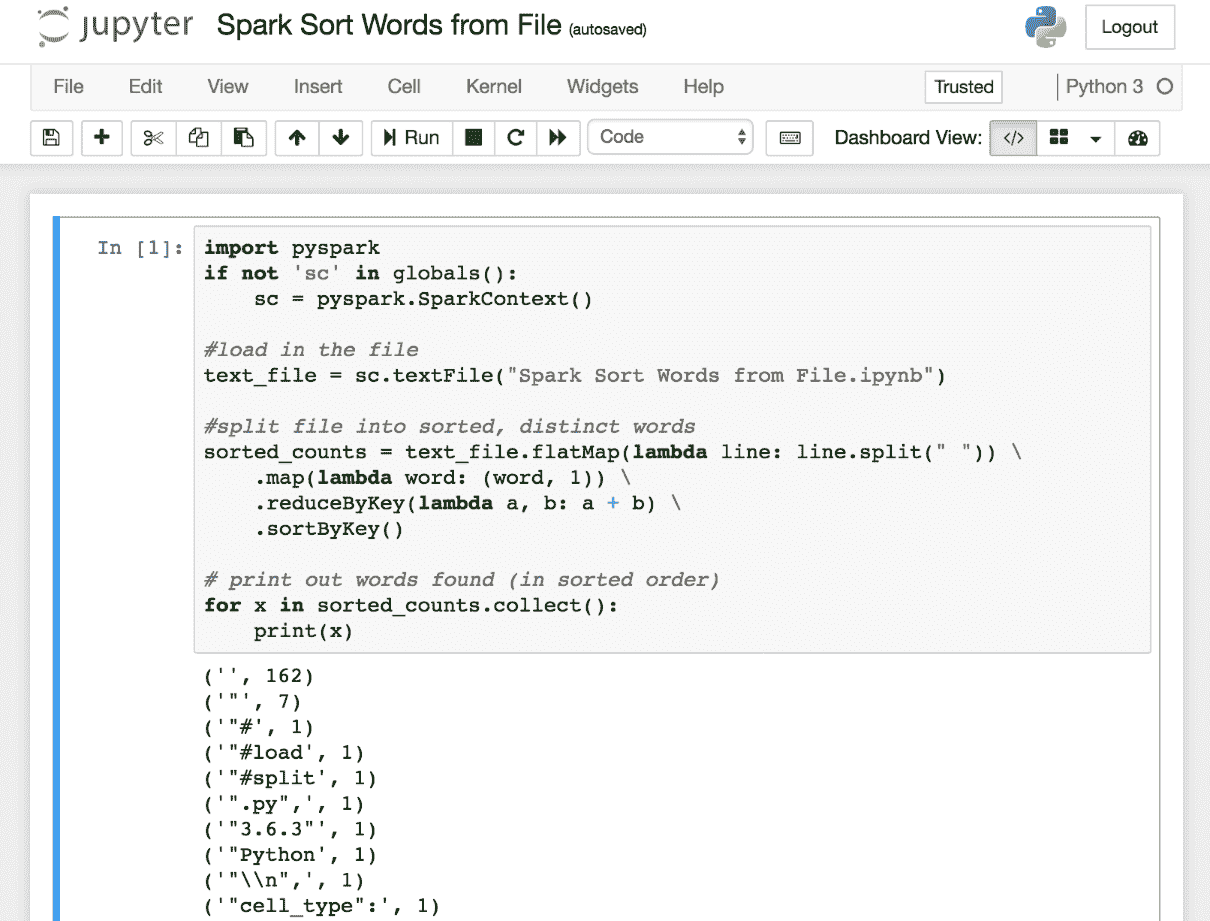 jupyter Spark Sort Words from File (autosaved) Logout
File Edit View Insert Cell Kernel Widgets Help Trusted Python 3
Run Code Dashboard View: </>
In [1]: import pyspark
if not 'sc' in globals():
    sc = pyspark.SparkContext()

#load in the file
text_file = sc.textFile("Spark Sort Words from File.ipynb")

#split file into sorted, distinct words
sorted_counts = text_file.flatMap(lambda line: line.split(" ")) \
    .map(lambda word: (word, 1)) \
    .reduceByKey(lambda a, b: a + b) \
    .sortByKey()

# print out words found (in sorted order)
for x in sorted_counts.collect():
    print(x)
('', 162)
('"', 7)
('"#', 1)
('"#load', 1)
('"#split', 1)
('".py",', 1)
('"3.6.3"', 1)
('"Python', 1)
('"\\n",', 1)
('"cell_type":', 1)